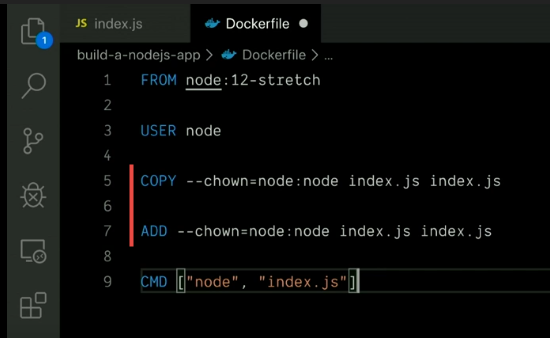 JS index.js
Dockerfile
build-a-nodejs-app > Dockerfile > ...
1
1 FROM node:12-stretch
2
3 USER node
4
5 COPY --chown=node:node index.js index.js
6
7 ADD --chown=node:node index.js index.js
8
9 CMD ["node", "index.js"]